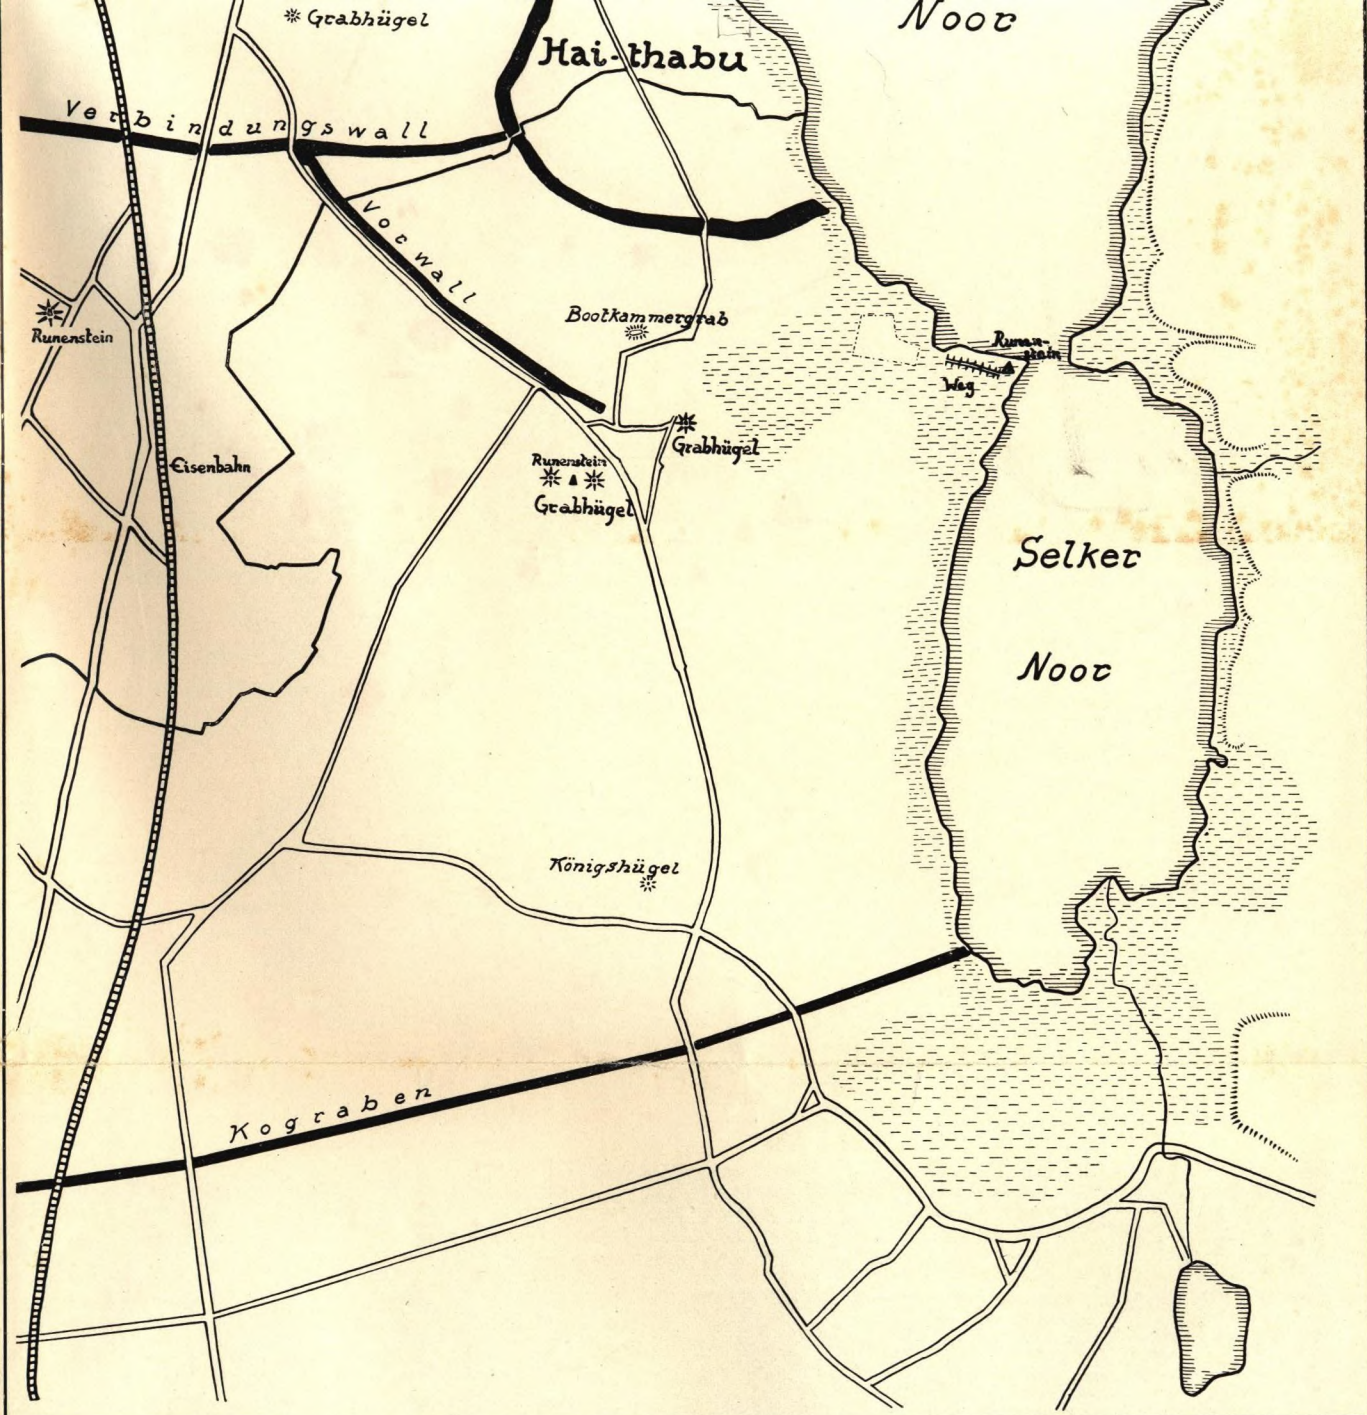 Grabhügel
Noor
Hai-thabu
Verbindungswall
Vorwall
Bootkammergrab
Runenstein
Runen-
stein
Weg
Grabhügel
Eisenbahn
Runenstein
Grabhügel
Selker
Noor
Königshügel
Kograben